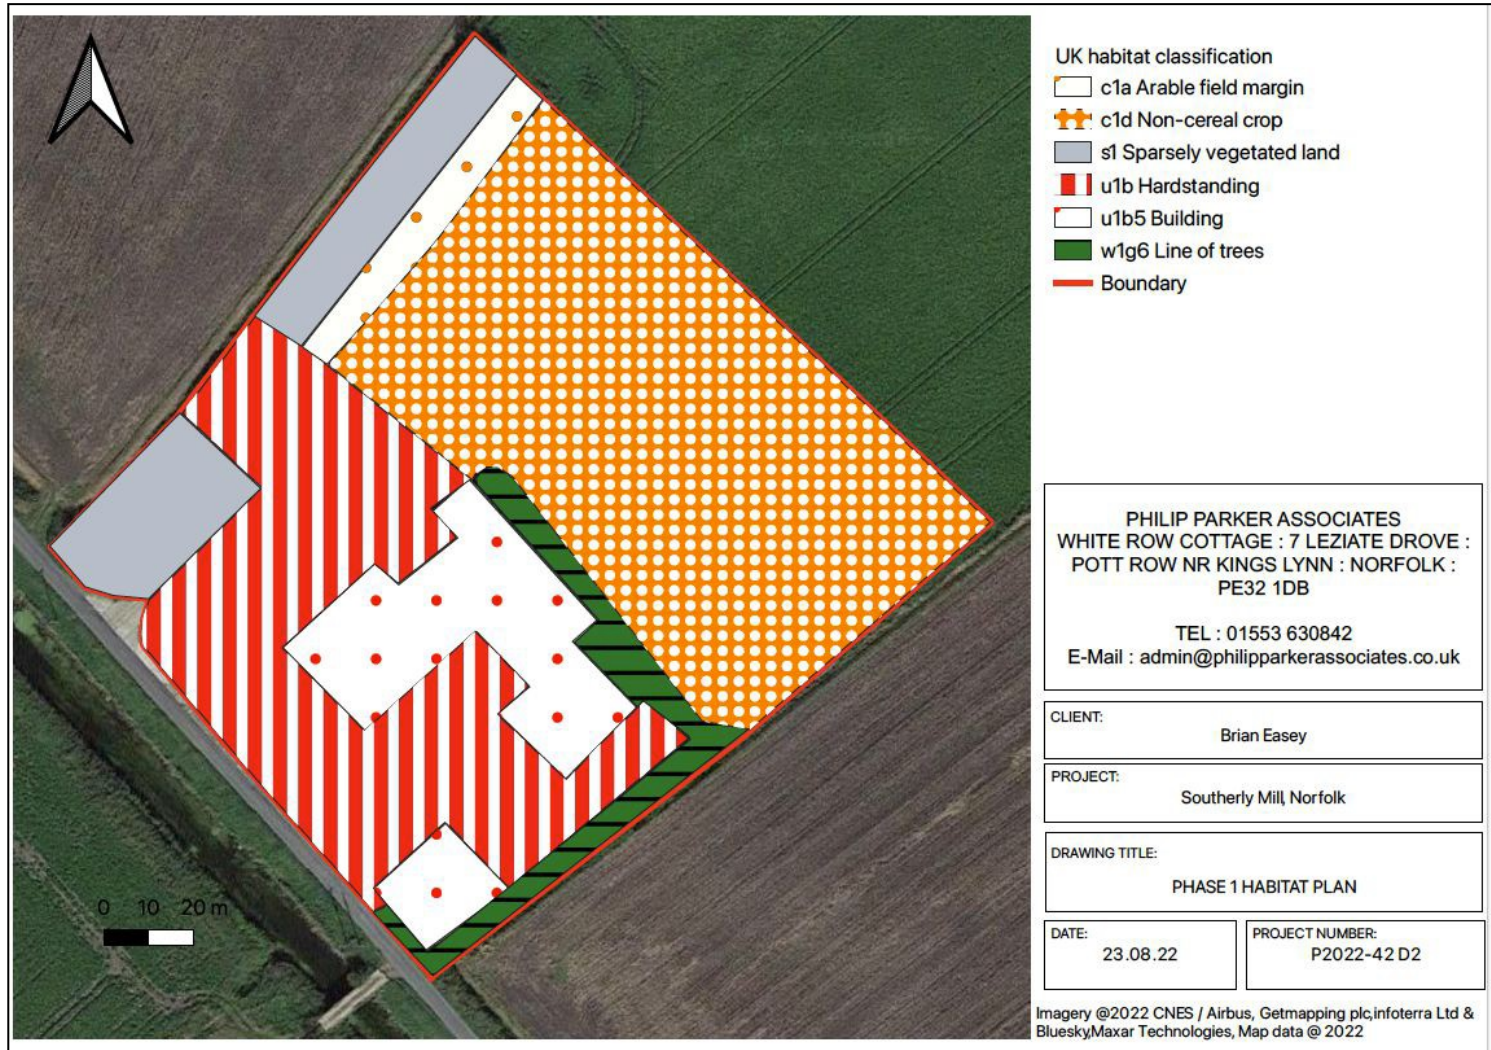 UK habitat classification
c1a Arable field margin
c1d Non-cereal crop
s1 Sparsely vegetated land
u1b Hardstanding
u1b5 Building
w1g6 Line of trees
Boundary
0 10 20 m
PHILIP PARKER ASSOCIATES
WHITE ROW COTTAGE : 7 LEZIATE DROVE :
POTT ROW NR KINGS LYNN : NORFOLK :
PE32 1DB
TEL : 01553 630842
E-Mail : admin@philipparkerassociates.co.uk
CLIENT:
Brian Easey
PROJECT:
Southerly Mill, Norfolk
DRAWING TITLE:
PHASE 1 HABITAT PLAN
DATE:
23.08.22
PROJECT NUMBER:
P2022-42 D2
Imagery @2022 CNES / Airbus, Getmapping plc,infoterra Ltd &
Bluesky,Maxar Technologies, Map data @ 2022